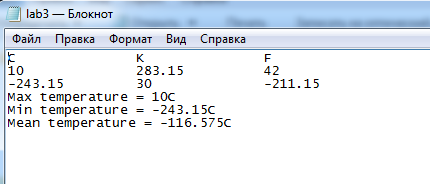 lab3 — Блокнот
Файл Правка Формат Вид Справка
C K F
10 283.15 42
-243.15 30 -211.15
Max temperature = 10C
Min temperature = -243.15C
Mean temperature = -116.575C